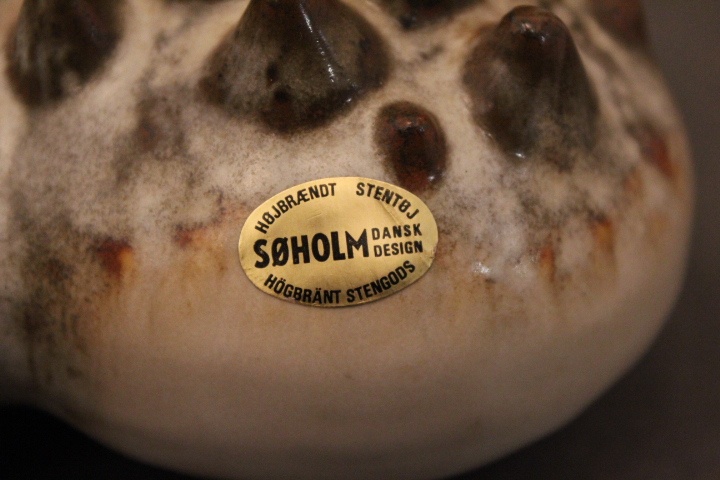 HØJBRÆNDT STENTØJ
SØHOLM DANSK DESIGN
HÖGBRÄNT STENGODS